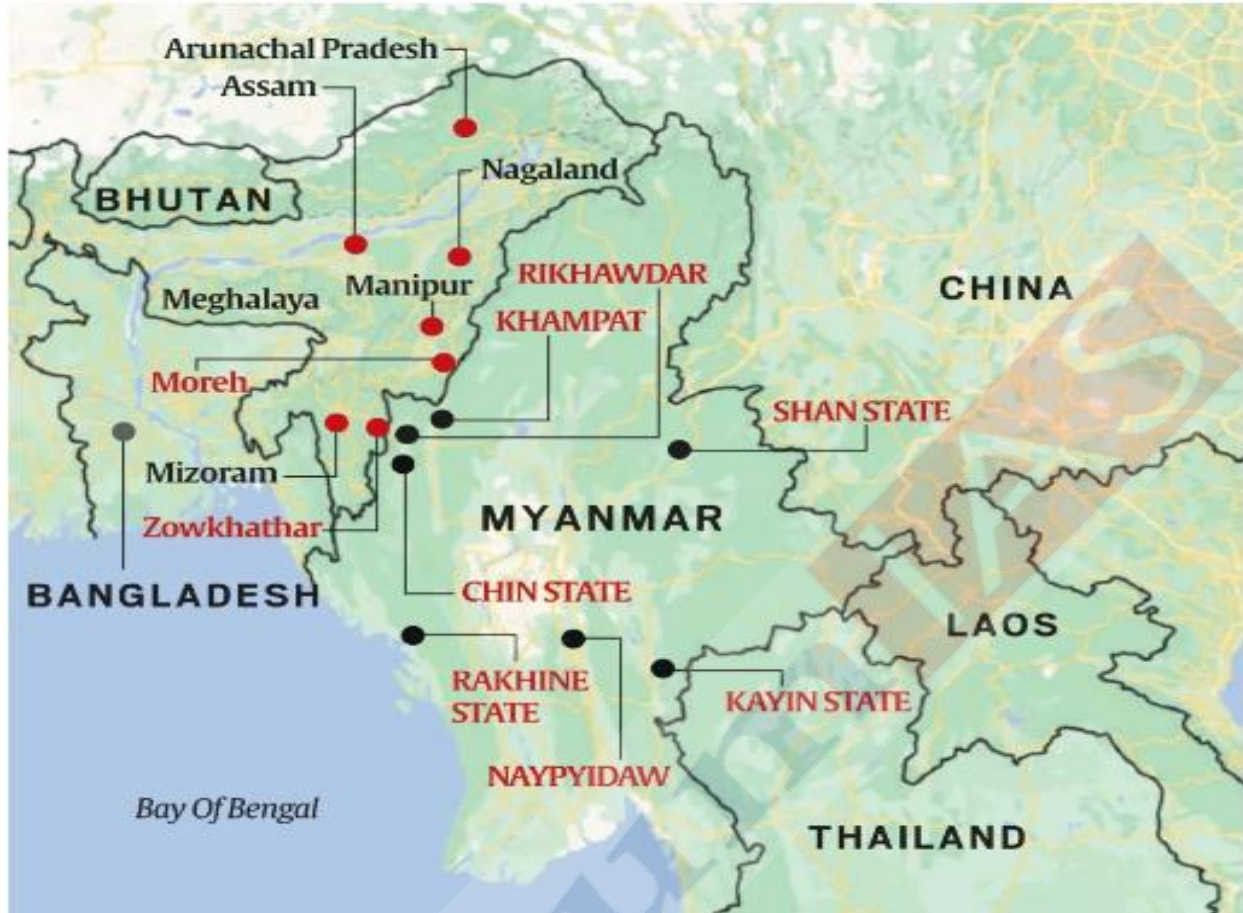 Arunachal Pradesh
Assam
Nagaland
BHUTAN
RIKHAWDAR
Manipur
CHINA
Meghalaya
KHAMPAT
Moreh
SHAN STATE
Mizoram
MYANMAR
Zowkhathar
CHIN STATE
BANGLADESH
LAOS
RAKHINE
STATE
KAYIN STATE
NAYPYIDAW
Bay Of Bengal
THAILAND